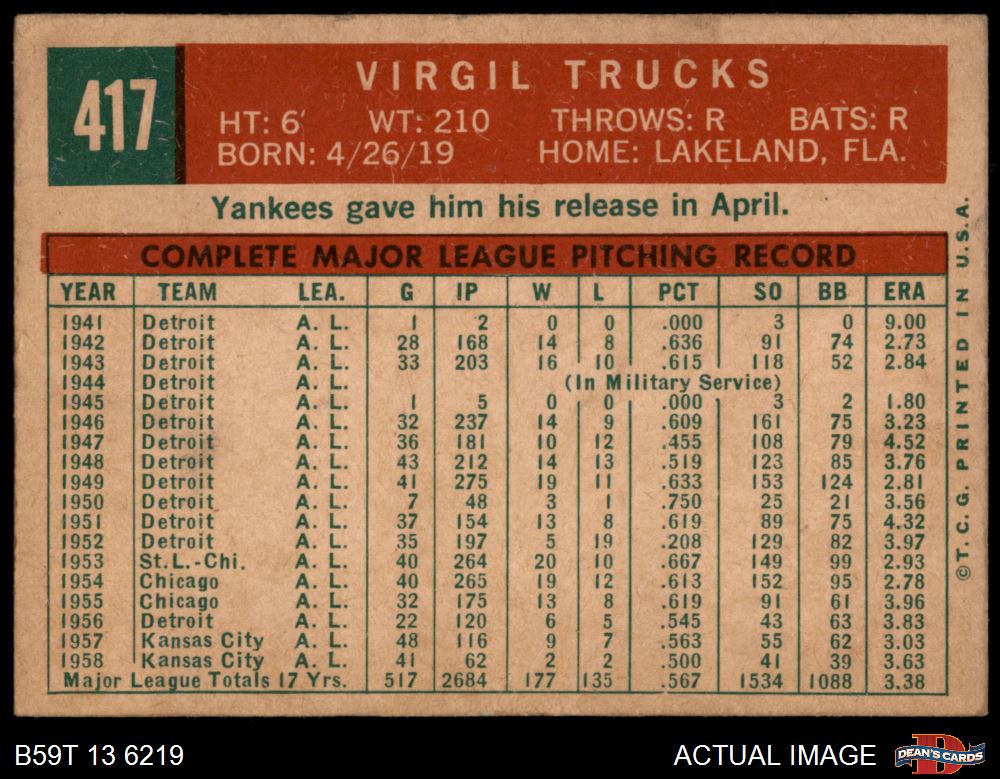 417
VIRGIL TRUCKS
HT: 6' WT: 210 THROWS: R BATS: R
BORN: 4/26/19 HOME: LAKELAND, FLA.
Yankees gave him his release in April.
COMPLETE MAJOR LEAGUE PITCHING RECORD
YEAR TEAM LEA. G IP W L PCT SO BB ERA
1941 Detroit A. L. 1 2 0 0 .000 3 0 9.00
1942 Detroit A. L. 28 168 14 8 .636 91 74 2.73
1943 Detroit A. L. 33 203 16 10 .615 118 52 2.84
1944 Detroit A. L. (In Military Service)
1945 Detroit A. L. 1 5 0 0 .000 3 2 1.80
1946 Detroit A. L. 32 237 14 9 .609 161 75 3.23
1947 Detroit A. L. 36 181 10 12 .455 108 79 4.52
1948 Detroit A. L. 43 212 14 13 .519 123 85 3.76
1949 Detroit A. L. 41 275 19 11 .633 153 124 2.81
1950 Detroit A. L. 7 48 3 1 .750 25 21 3.56
1951 Detroit A. L. 37 154 13 8 .619 89 75 4.32
1952 Detroit A. L. 35 197 5 19 .208 129 82 3.97
1953 St.L.-Chi. A. L. 40 264 20 10 .667 149 99 2.93
1954 Chicago A. L. 40 265 19 12 .613 152 95 2.78
1955 Chicago A. L. 32 175 13 8 .619 91 61 3.96
1956 Detroit A. L. 22 120 6 5 .545 43 63 3.83
1957 Kansas City A. L. 48 116 9 7 .563 55 62 3.03
1958 Kansas City A. L. 41 62 2 2 .500 41 39 3.63
Major League Totals 17 Yrs. 517 2684 177 135 .567 1534 1088 3.38
© T. C. G. PRINTED IN U.S.A.
B59T 13 6219 ACTUAL IMAGE
DEAN'S CARDS